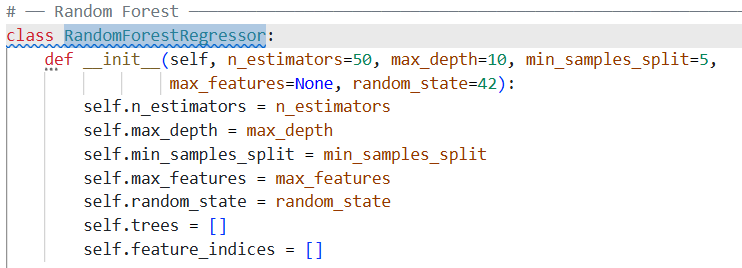 # ── Random Forest ──────────────────────────────
class RandomForestRegressor:
    def __init__(self, n_estimators=50, max_depth=10, min_samples_split=5,
                 max_features=None, random_state=42):
        self.n_estimators = n_estimators
        self.max_depth = max_depth
        self.min_samples_split = min_samples_split
        self.max_features = max_features
        self.random_state = random_state
        self.trees = []
        self.feature_indices = []